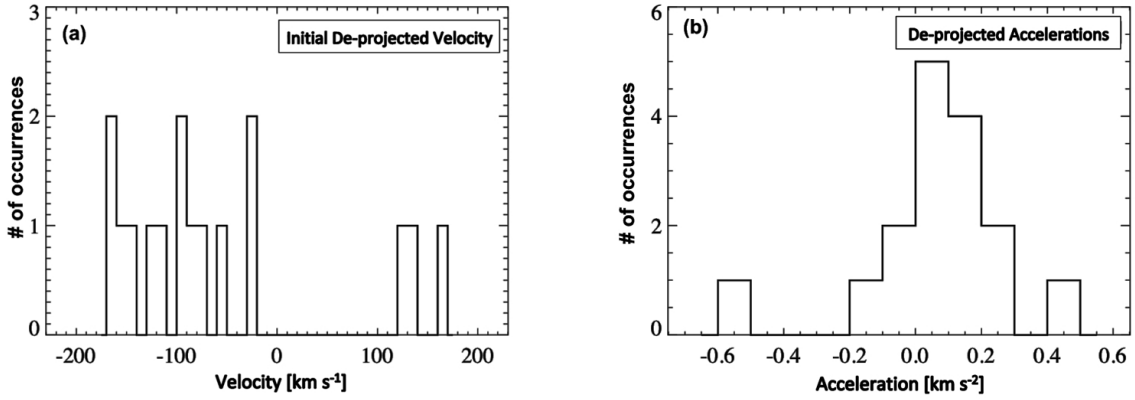 (a)
Initial De-projected Velocity
# of occurrences
3
2
1
0
-200 -100 0 100 200
Velocity [km s⁻¹]
(b)
De-projected Accelerations
# of occurrences
6
4
2
0
-0.6 -0.4 -0.2 0.0 0.2 0.4 0.6
Acceleration [km s⁻²]